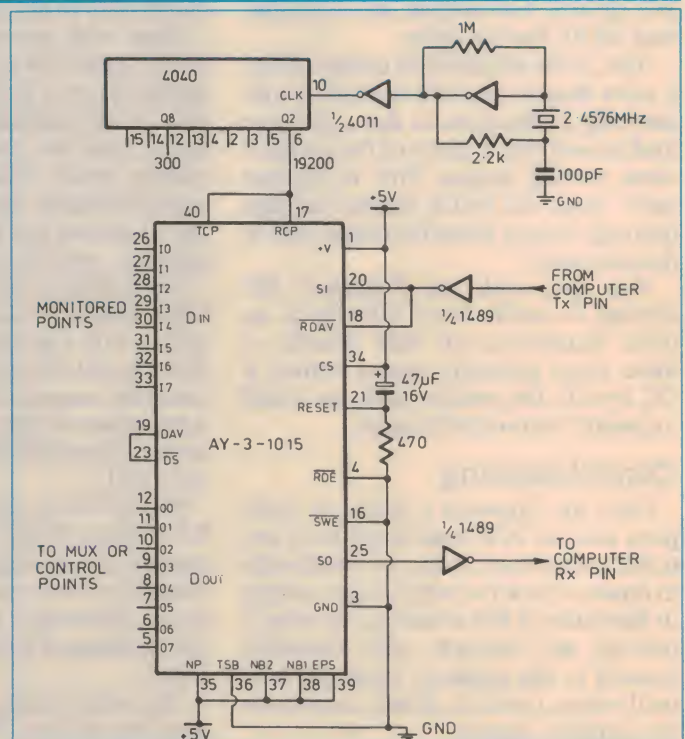 1M
4040
CLK
10
½ 4011
2 4576MHz
2·2k
100pF
GND
Q8
Q2
15 14 12 13 4 2 3 5 6
300
19200
+5V
40
17
TCP
RCP
1
+V
26
I0
27
I1
28
I2
29
I3
30
I4
31
I5
32
I6
33
I7
MONITORED
POINTS
DIN
20
SI
18
RDAV
¼ 1489
FROM
COMPUTER
Tx PIN
34
CS
+
47µF
16V
21
RESET
470
19
DAV
23
DS
AY-3-1015
4
RDE
16
SWE
25
SO
¼ 1489
TO
COMPUTER
Rx PIN
3
GND
12
O0
11
O1
10
O2
9
O3
8
O4
7
O5
6
O6
5
O7
TO MUX OR
CONTROL
POINTS
DOUT
NP TSB NB2 NB1 EPS
35 36 37 38 39
+5V
GND